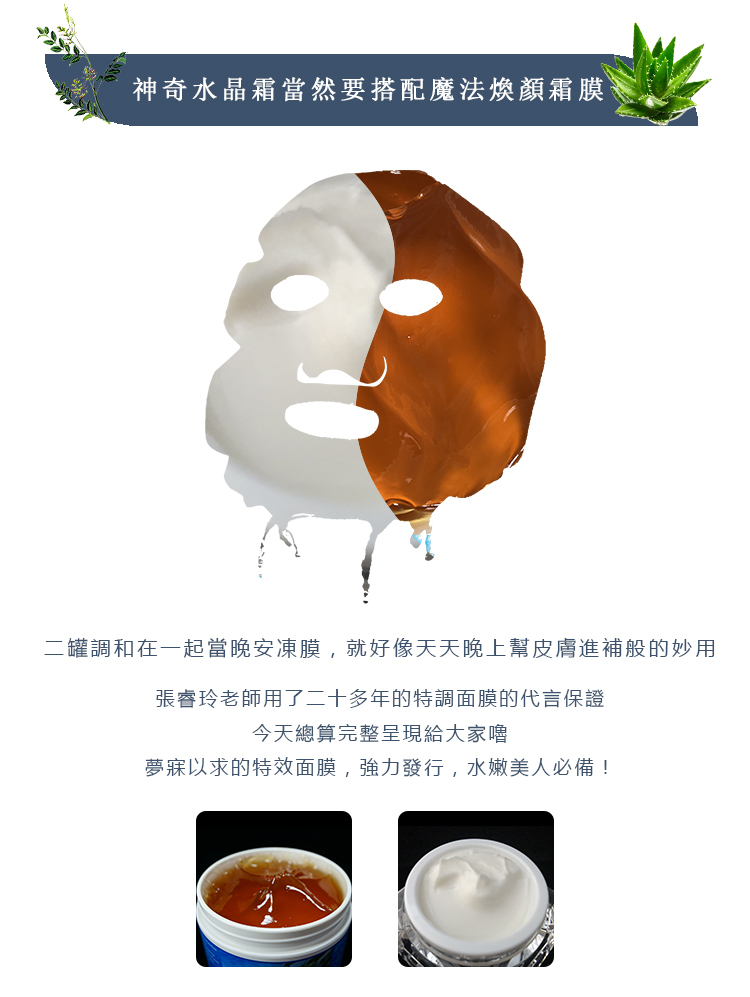 神奇水晶霜當然要搭配魔法煥顏霜膜
二罐調和在一起當晚安凍膜，就好像天天晚上幫皮膚進補般的妙用
張睿玲老師用了二十多年的特調面膜的代言保證
今天總算完整呈現給大家嚕
夢寐以求的特效面膜，強力發行，水嫩美人必備！